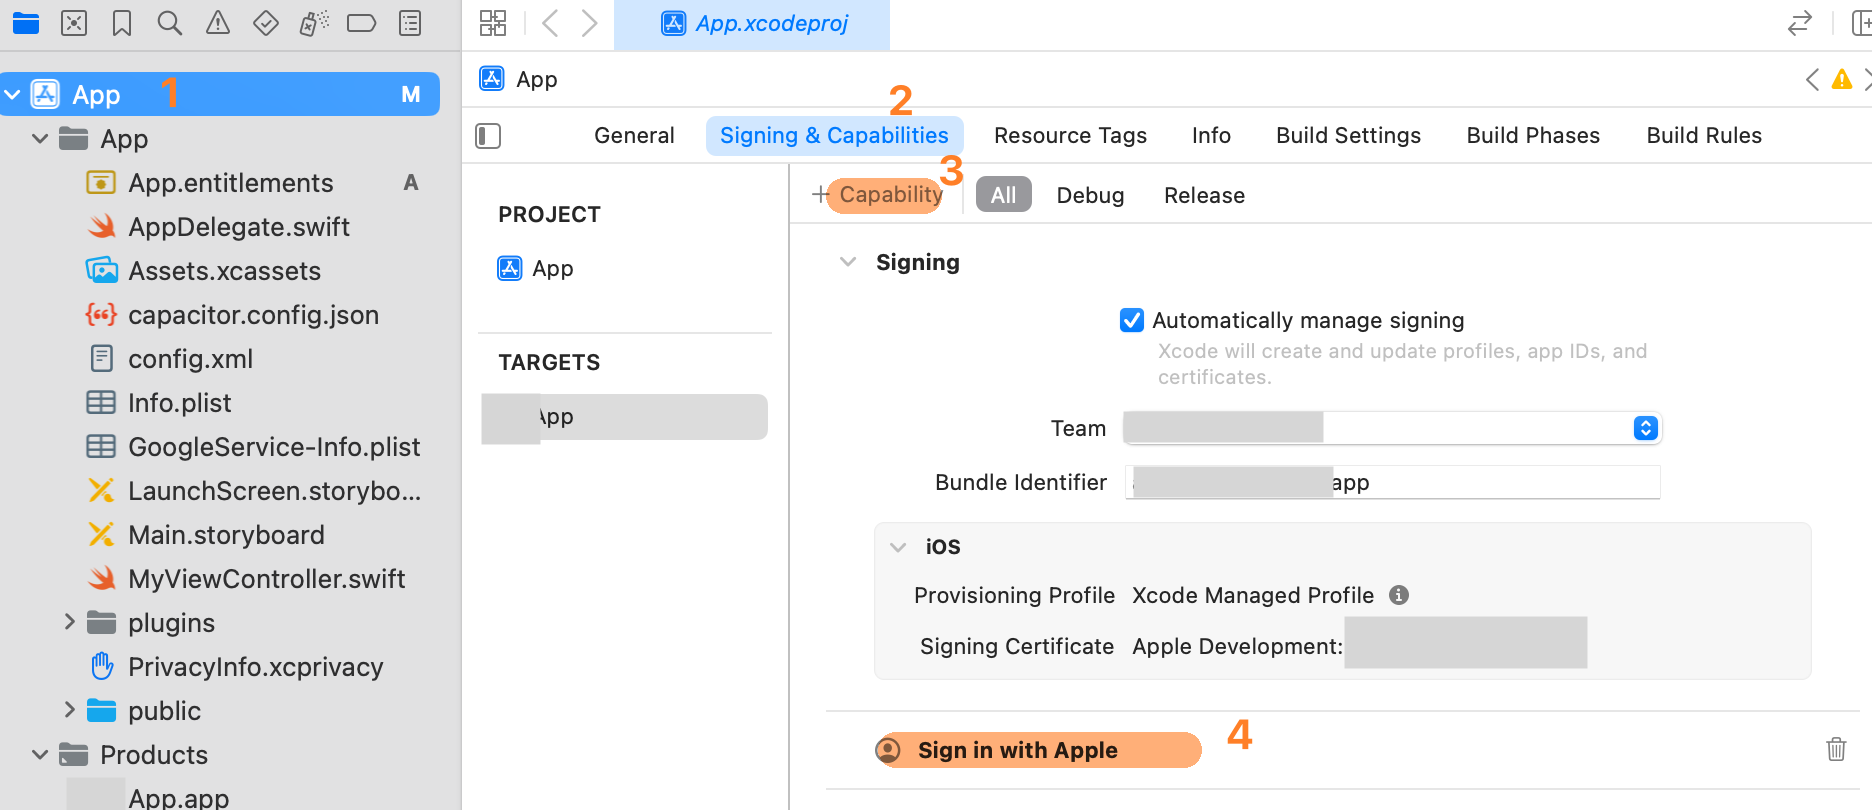 App.xcodeproj
App 1 M
App
App.entitlements A
AppDelegate.swift
Assets.xcassets
capacitor.config.json
config.xml
Info.plist
GoogleService-Info.plist
LaunchScreen.storybo...
Main.storyboard
MyViewController.swift
plugins
PrivacyInfo.xcprivacy
public
Products
App.app
App
2
General Signing & Capabilities Resource Tags Info Build Settings Build Phases Build Rules
3
+ Capability All Debug Release
PROJECT
App
TARGETS
App
Signing
Automatically manage signing
Xcode will create and update profiles, app IDs, and
certificates.
Team
Bundle Identifier app
iOS
Provisioning Profile Xcode Managed Profile
Signing Certificate Apple Development:
Sign in with Apple 4